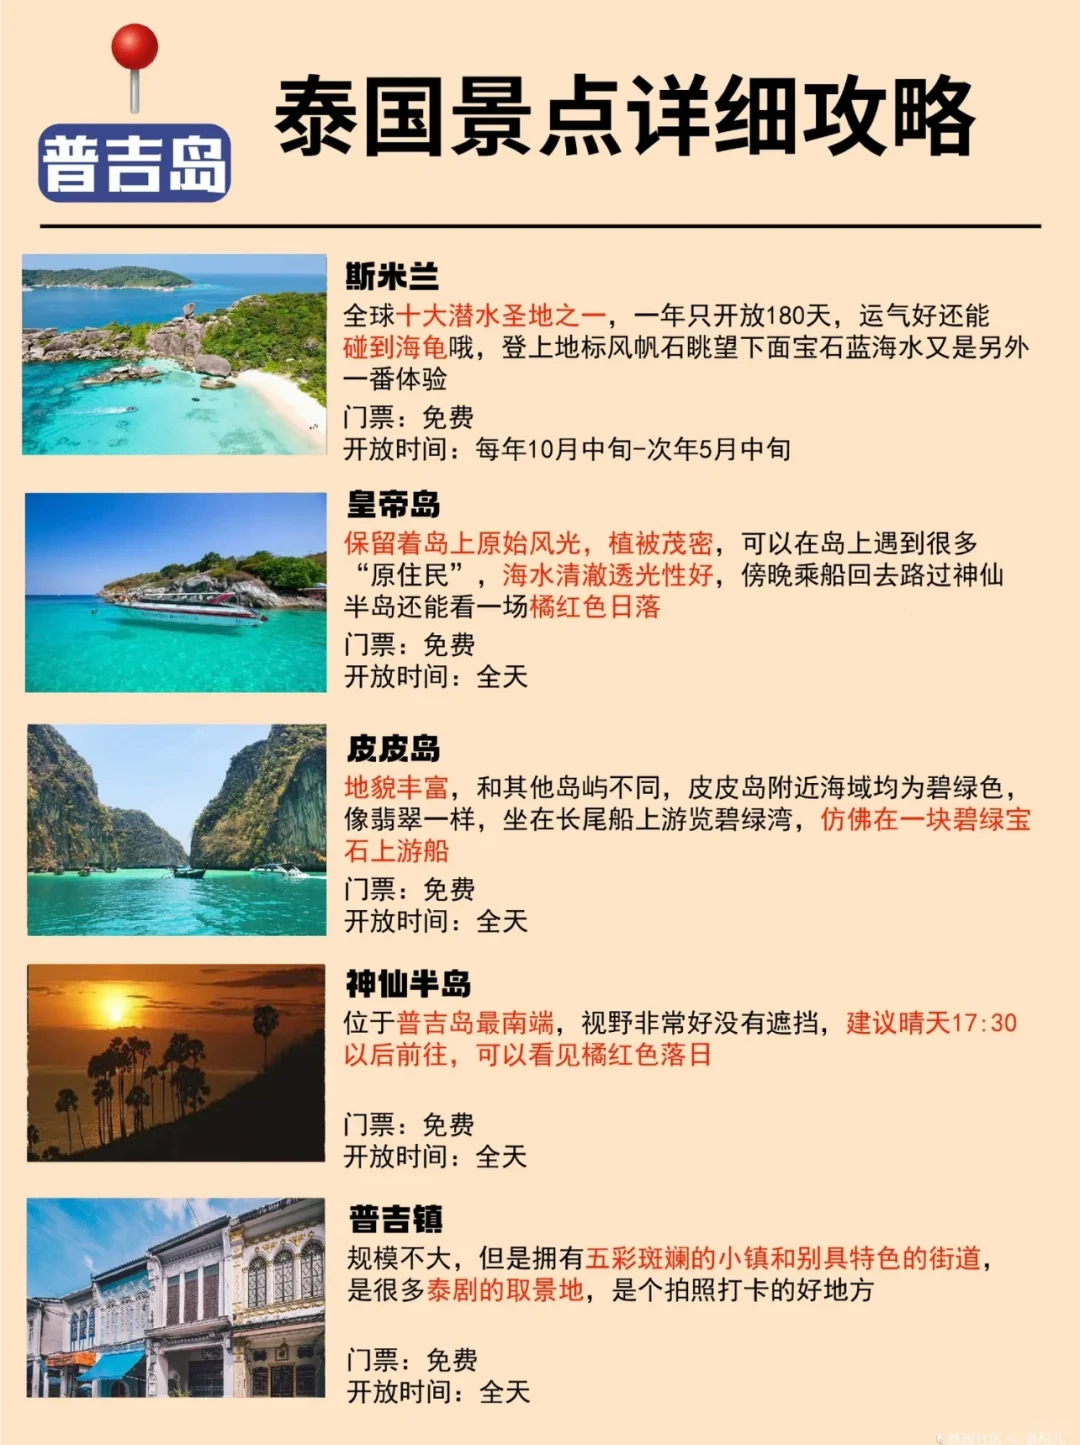 普吉岛
泰国景点详细攻略
斯米兰
全球十大潜水圣地之一，一年只开放180天，运气好还能
碰到海龟哦，登上地标风帆石眺望下面宝石蓝海水又是另外
一番体验
门票：免费
开放时间：每年10月中旬-次年5月中旬
皇帝岛
保留着岛上原始风光，植被茂密，可以在岛上遇到很多
“原住民”，海水清澈透光性好，傍晚乘船回去路过神仙
半岛还能看一场橘红色日落
门票：免费
开放时间：全天
皮皮岛
地貌丰富，和其他岛屿不同，皮皮岛附近海域均为碧绿色，
像翡翠一样，坐在长尾船上游览碧绿湾，仿佛在一块碧绿宝
石上游船
门票：免费
开放时间：全天
神仙半岛
位于普吉岛最南端，视野非常好没有遮挡，建议晴天17:30
以后前往，可以看见橘红色落日
门票：免费
开放时间：全天
普吉镇
规模不大，但是拥有五彩斑斓的小镇和别具特色的街道，
是很多泰剧的取景地，是个拍照打卡的好地方
门票：免费
开放时间：全天